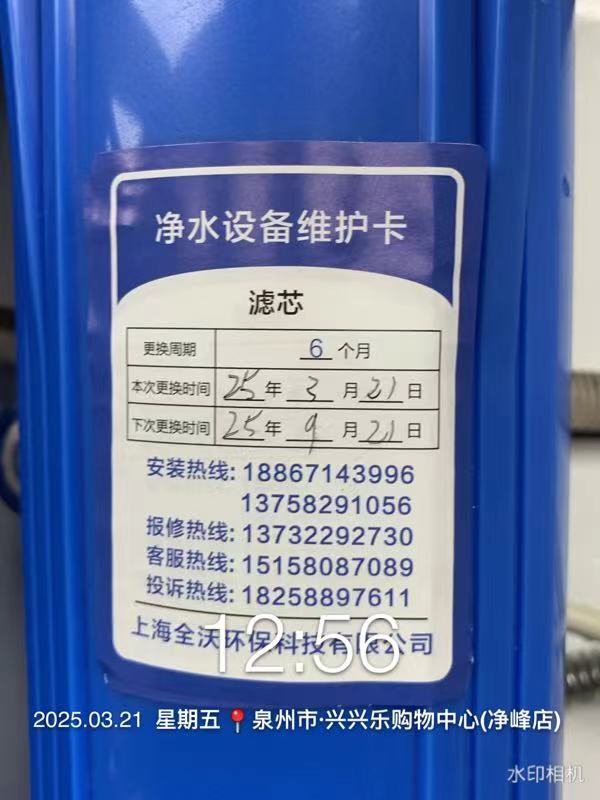 净水设备维护卡
滤芯
更换周期 6 个月
本次更换时间 25 年 3 月 21 日
下次更换时间 25 年 9 月 21 日
安装热线: 18867143996
13758291056
报修热线: 13732292730
客服热线: 15158087089
投诉热线: 18258897611
上海全沃环保科技有限公司
12:56
2025.03.21 星期五 泉州市·兴兴乐购物中心(净峰店)
水印相机